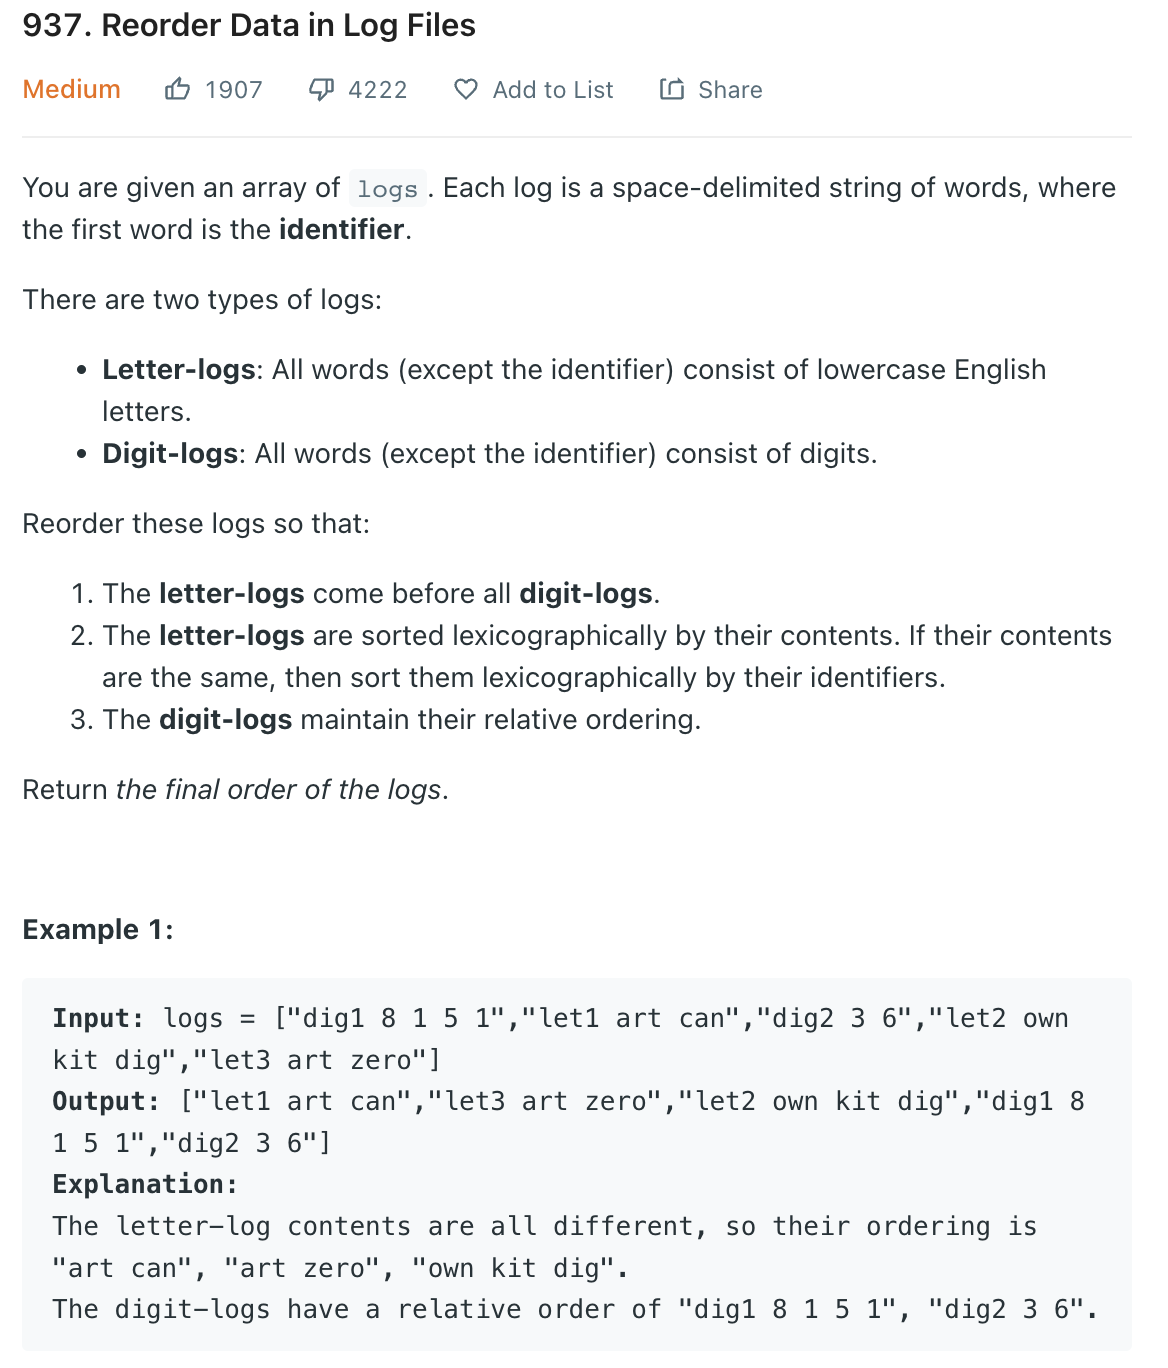 937. Reorder Data in Log Files
Medium 1907 4222 Add to List Share
You are given an array of logs. Each log is a space-delimited string of words, where
the first word is the identifier.
There are two types of logs:
• Letter-logs: All words (except the identifier) consist of lowercase English
letters.
• Digit-logs: All words (except the identifier) consist of digits.
Reorder these logs so that:
1. The letter-logs come before all digit-logs.
2. The letter-logs are sorted lexicographically by their contents. If their contents
are the same, then sort them lexicographically by their identifiers.
3. The digit-logs maintain their relative ordering.
Return the final order of the logs.
Example 1:
Input: logs = ["dig1 8 1 5 1","let1 art can","dig2 3 6","let2 own
kit dig","let3 art zero"]
Output: ["let1 art can","let3 art zero","let2 own kit dig","dig1 8
1 5 1","dig2 3 6"]
Explanation:
The letter-log contents are all different, so their ordering is
"art can", "art zero", "own kit dig".
The digit-logs have a relative order of "dig1 8 1 5 1", "dig2 3 6".